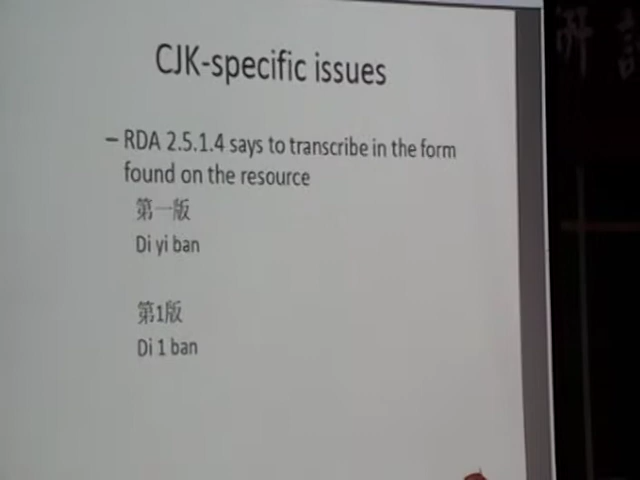 CJK-specific issues
– RDA 2.5.1.4 says to transcribe in the form
found on the resource
第一版
Di yi ban
第1版
Di 1 ban